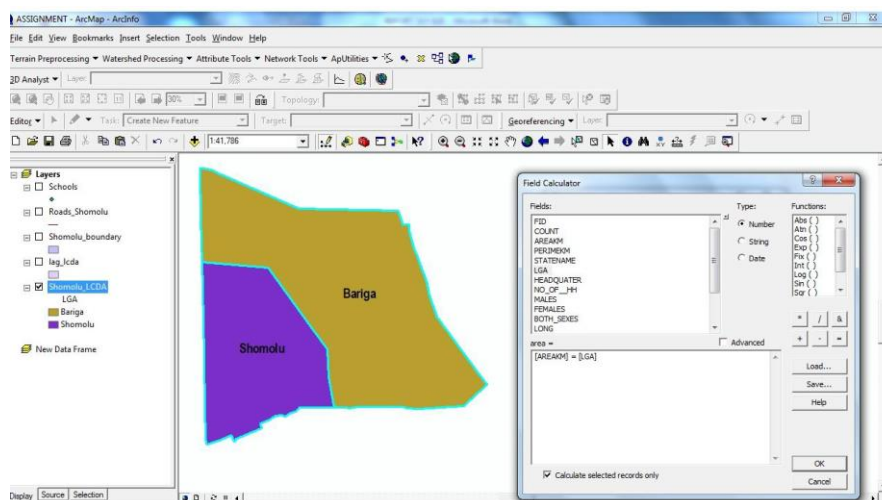 ASSIGNMENT - ArcMap - ArcInfo
File Edit View Bookmarks Insert Selection Tools Window Help
Terrain Preprocessing Watershed Processing Attribute Tools Network Tools ApUtilities
3D Analyst Layer:
30% Topology:
Editor Task: Create New Feature Target: Georeferencing Layer:
1:41,786
Layers
Schools
Roads_Shomolu
Shomolu_boundary
lag_lcda
Shomolu_LCDA
LGA
Bariga
Shomolu
New Data Frame
Display Source Selection
Bariga
Shomolu
Field Calculator
Fields: Type: Functions:
FID
COUNT
AREAKM
PERIMEKM
STATENAME
LGA
HEADQUATER
NO_OF__HH
MALES
FEMALES
BOTH_SEXES
LONG
Number
String
Date
Abs ( )
Atn ( )
Cos ( )
Exp ( )
Fix ( )
Int ( )
Log ( )
Sin ( )
Sqr ( )
* / &
+ - =
area =
Advanced
[AREAKM] = [LGA]
Load...
Save...
Help
Calculate selected records only
OK
Cancel